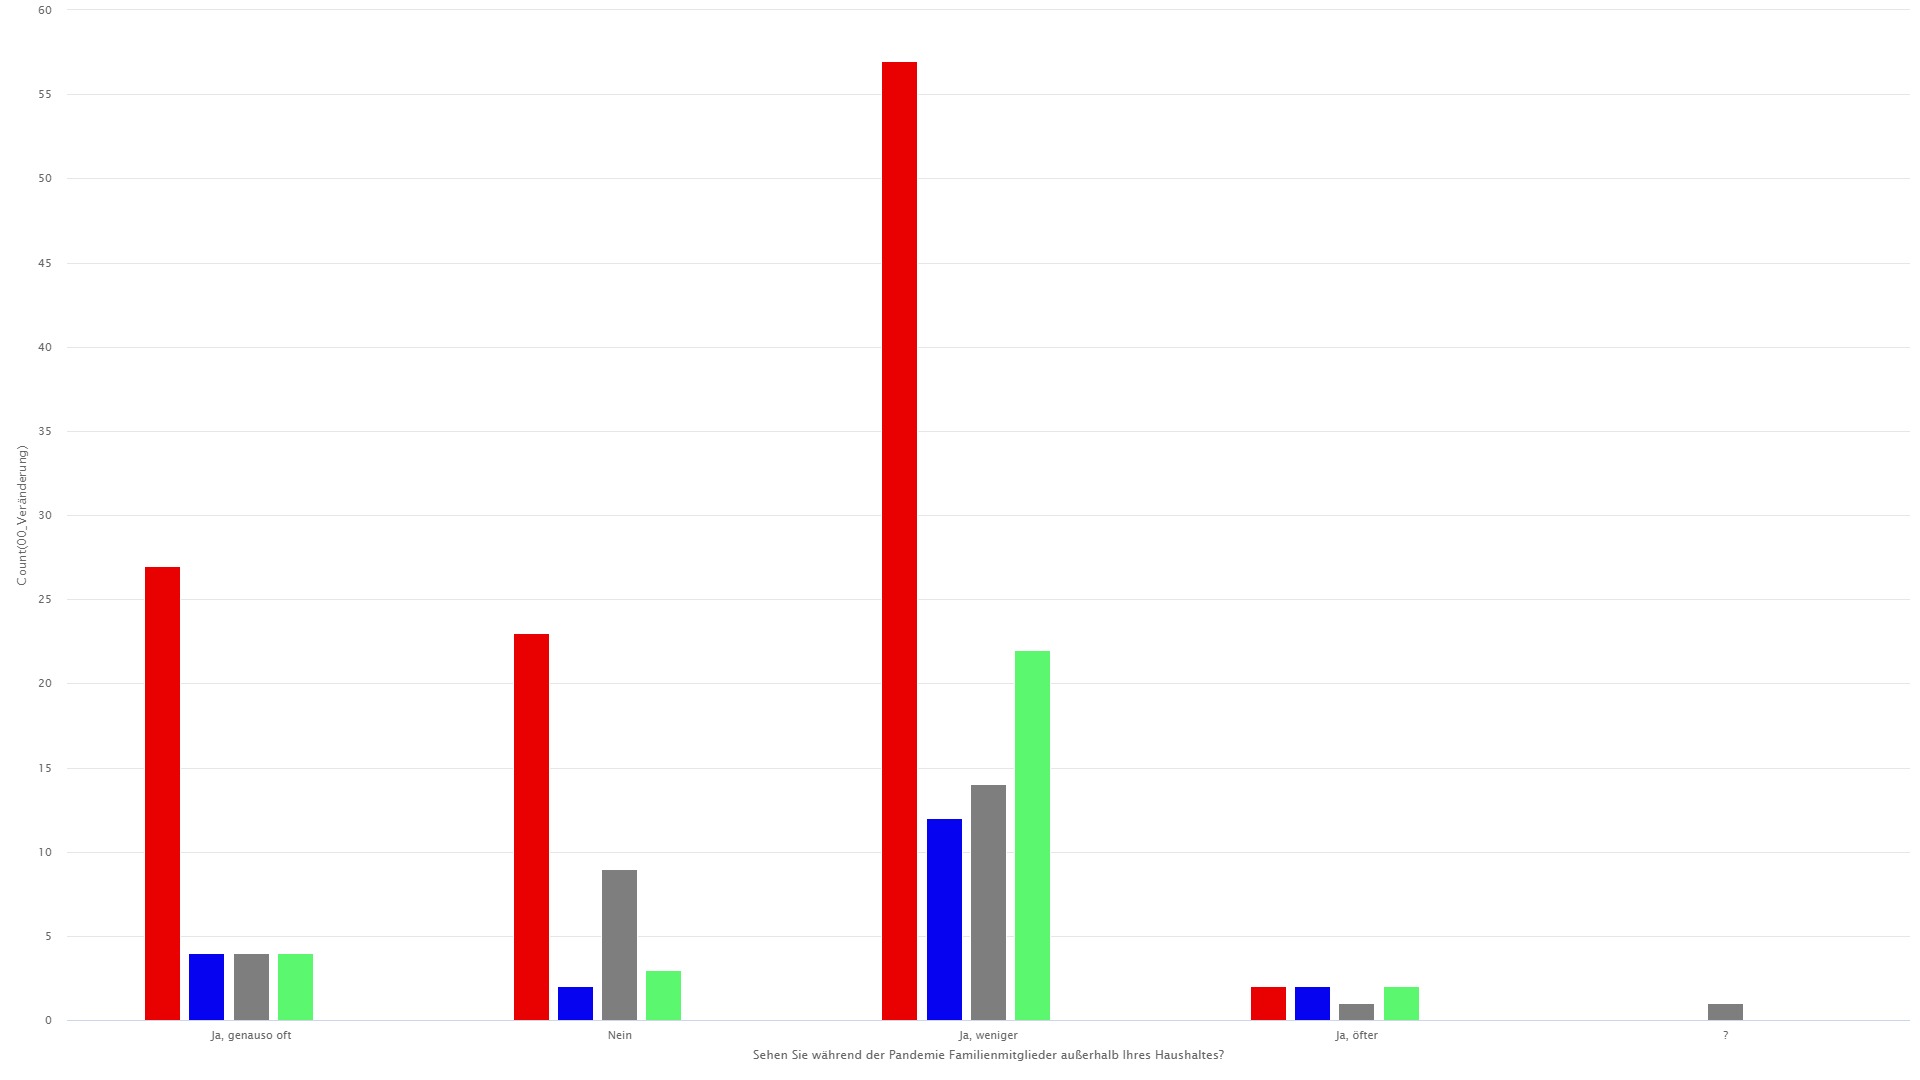 60
55
50
45
40
35
30
25
20
15
10
5
0
Count(00_Veränderung)
Ja, genauso oft
Nein
Ja, weniger
Ja, öfter
?
Sehen Sie während der Pandemie Familienmitglieder außerhalb Ihres Haushaltes?